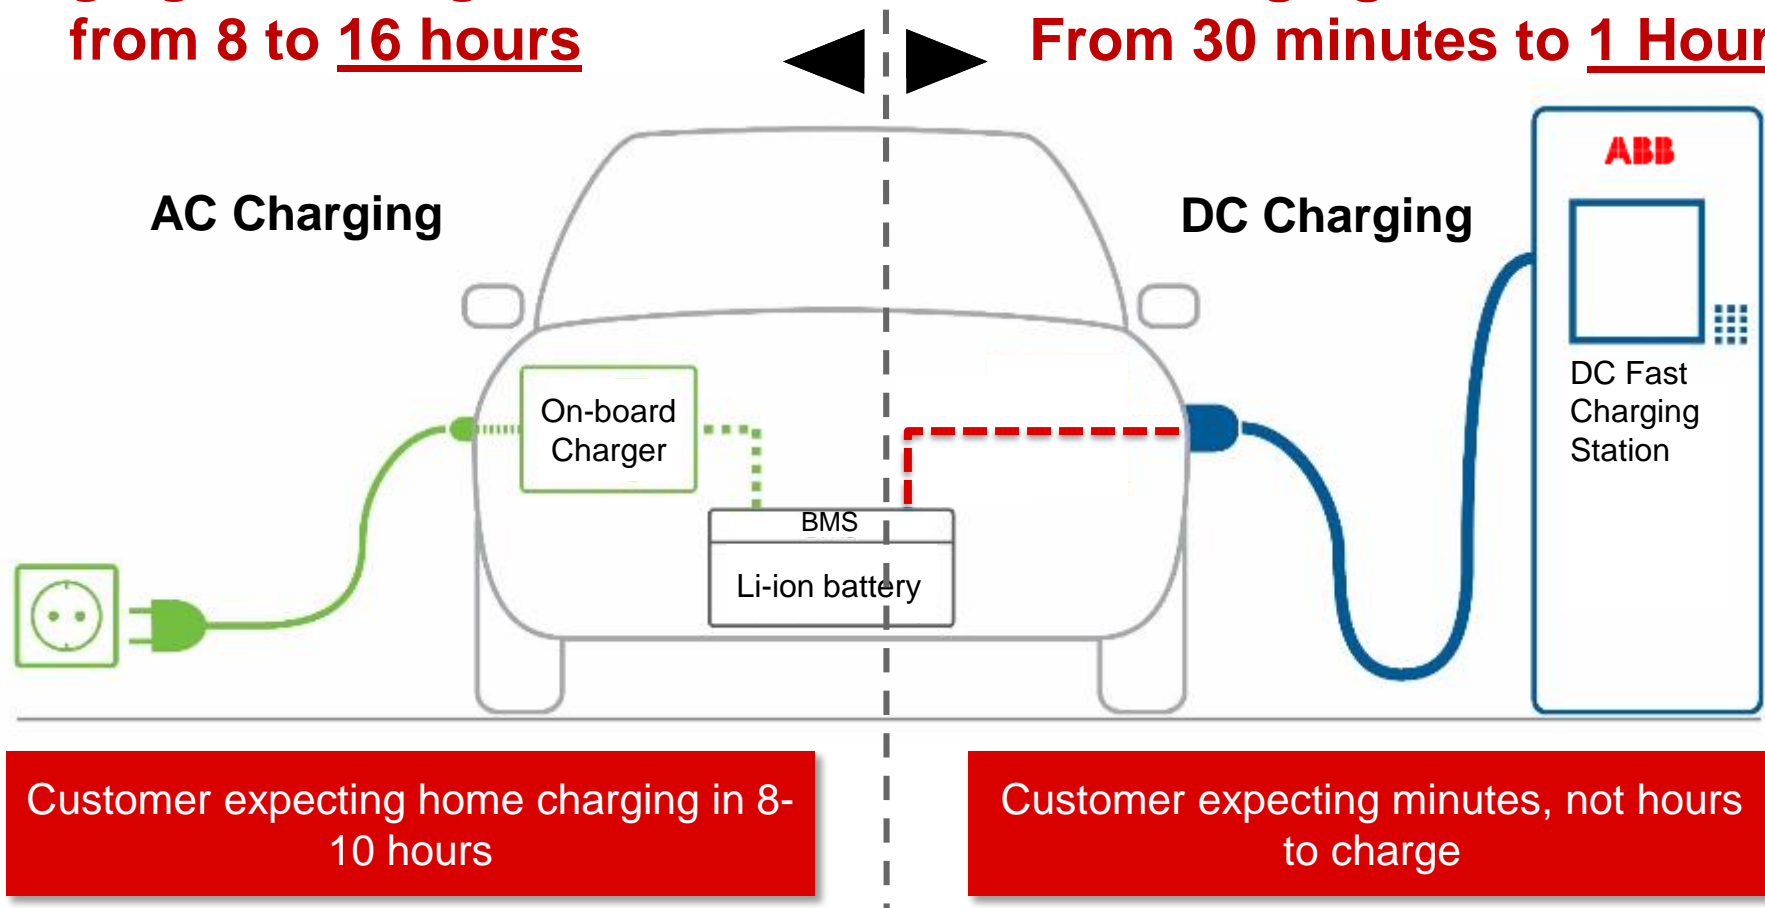 from 8 to 16 hours
From 30 minutes to 1 Hour
ABB
AC Charging
DC Charging
On-board
Charger
DC Fast
Charging
Station
BMS
Li-ion battery
Customer expecting home charging in 8-
10 hours
Customer expecting minutes, not hours
to charge